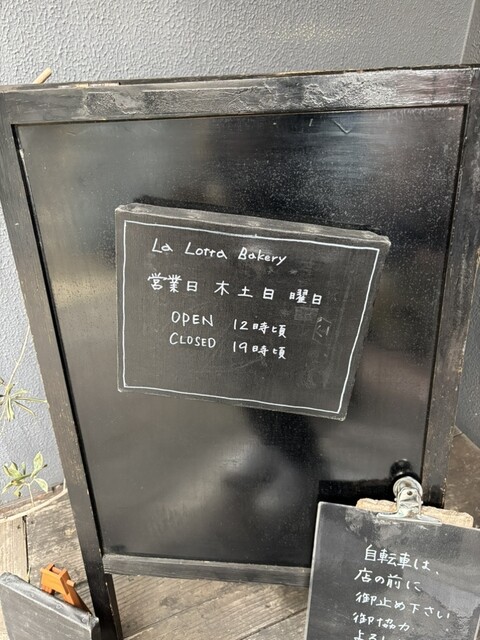 La Lotta Bakery
営業日 木土日 曜日
OPEN 12時頃
CLOSED 19時頃
自転車は、
店の前に
御止め下さい
御協力